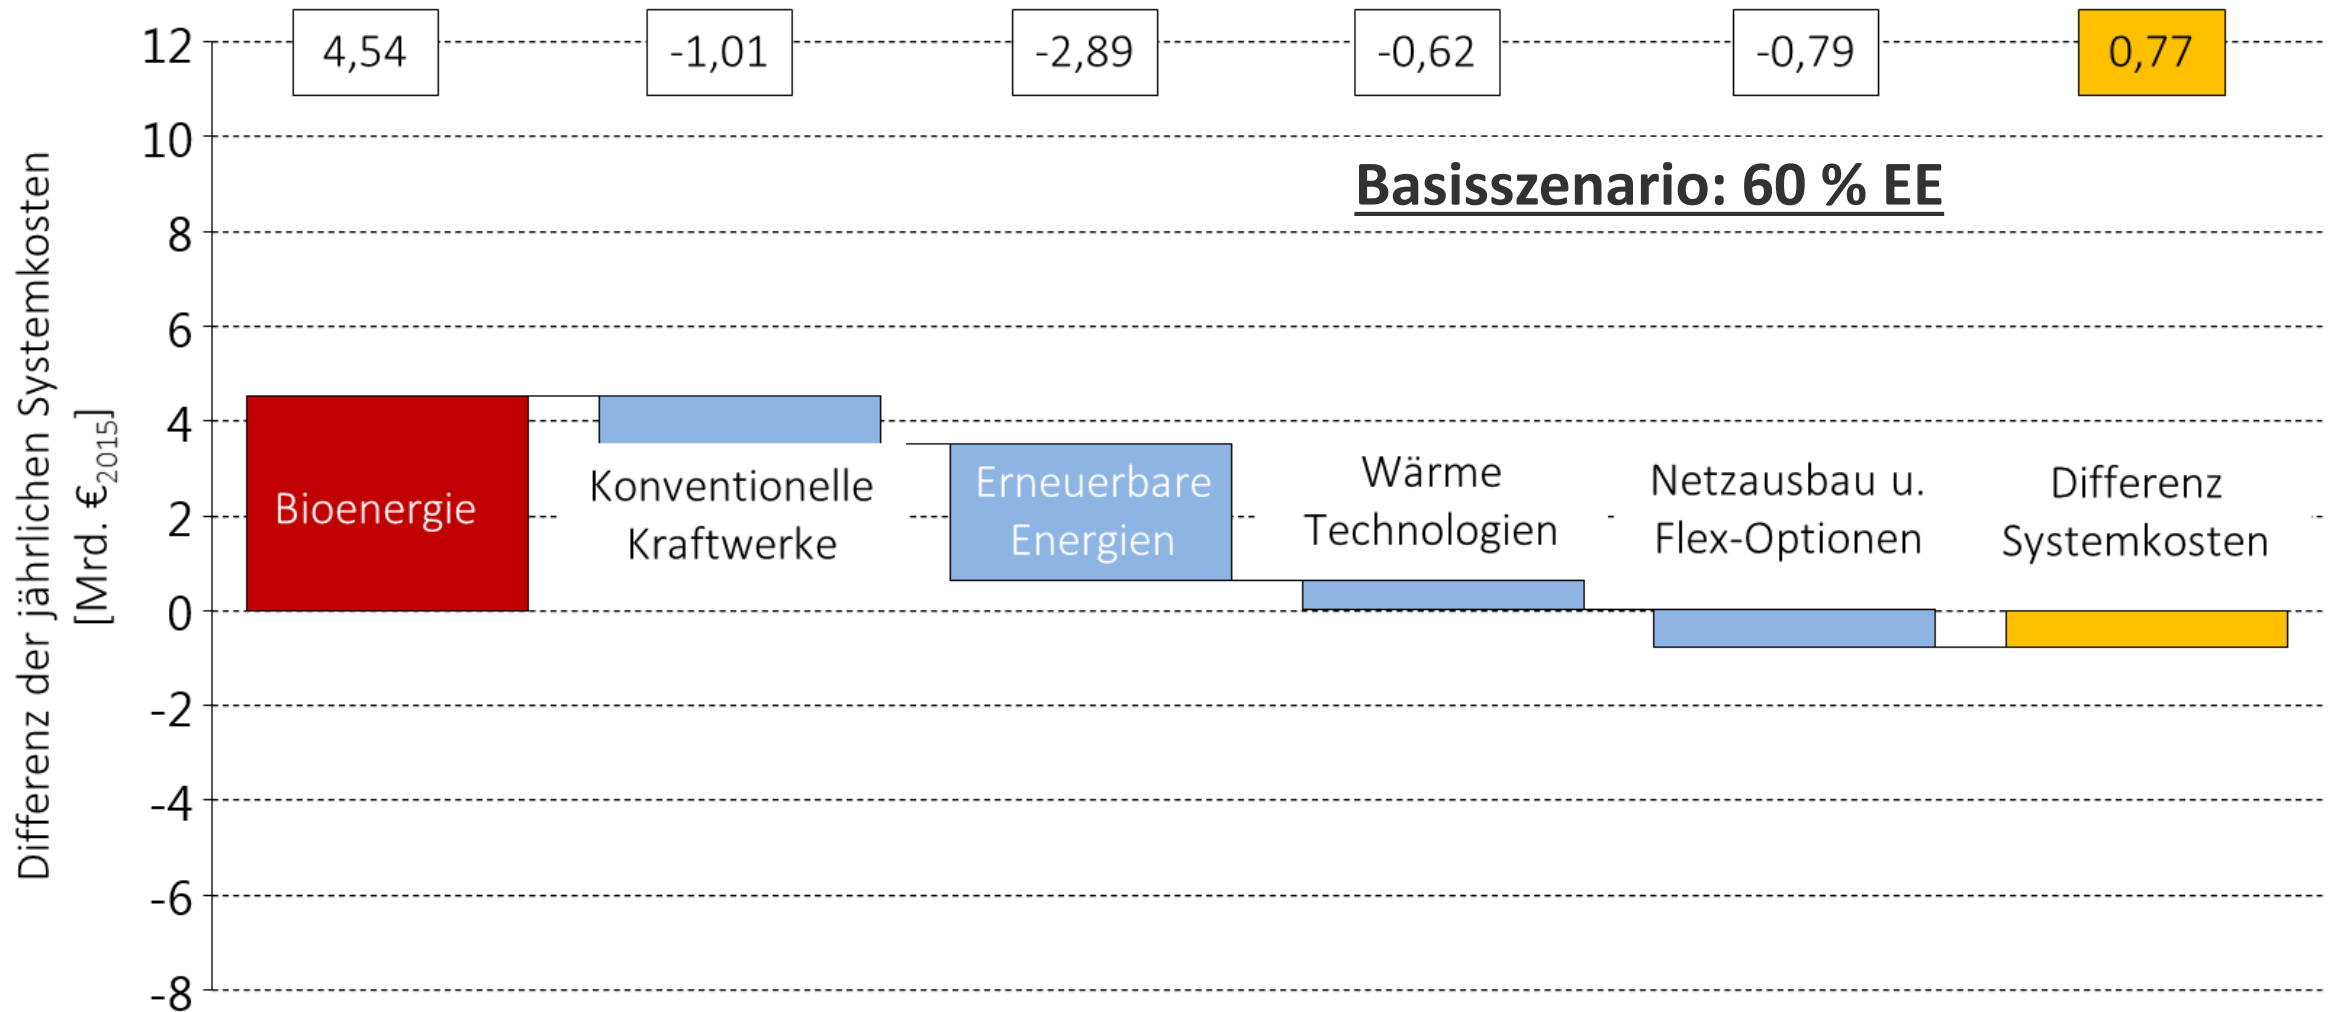 12
10
8
6
4
2
0
-2
-4
-6
-8
Differenz der jährlichen Systemkosten
[Mrd. €2015]
4,54
-1,01
-2,89
-0,62
-0,79
0,77
Basisszenario: 60 % EE
Bioenergie
Konventionelle
Kraftwerke
Erneuerbare
Energien
Wärme
Technologien
Netzausbau u.
Flex-Optionen
Differenz
Systemkosten